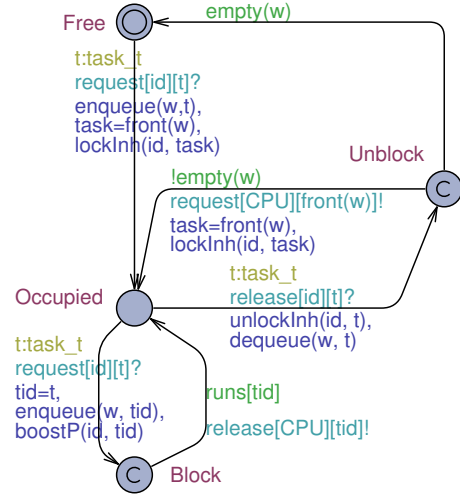 Free
empty(w)
t:task_t
request[id][t]?
enqueue(w,t),
task=front(w),
lockInh(id, task)
Unblock
C
!empty(w)
request[CPU][front(w)]!
task=front(w),
lockInh(id, task)
Occupied
t:task_t
release[id][t]?
unlockInh(id, t),
dequeue(w, t)
t:task_t
request[id][t]?
tid=t,
enqueue(w, tid),
boostP(id, tid)
runs[tid]
release[CPU][tid]!
C
Block